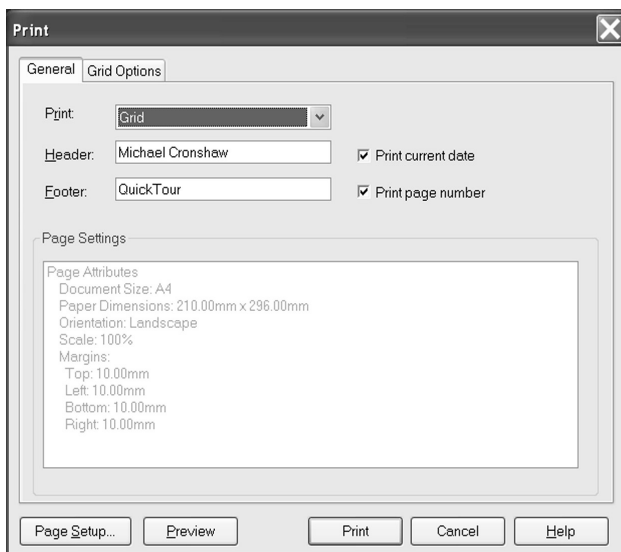 Print
General Grid Options
Print: Grid
Header: Michael Cronshaw Print current date
Footer: QuickTour Print page number
Page Settings
Page Attributes
Document Size: A4
Paper Dimensions: 210.00mm x 296.00mm
Orientation: Landscape
Scale: 100%
Margins:
Top: 10.00mm
Left: 10.00mm
Bottom: 10.00mm
Right: 10.00mm
Page Setup... Preview Print Cancel Help